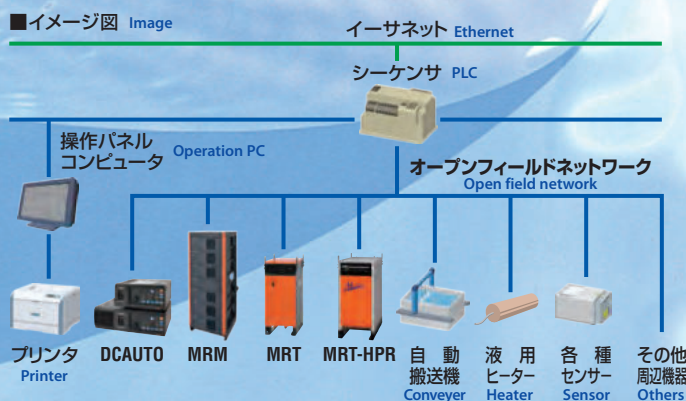 ■イメージ図 Image
イーサネット Ethernet
シーケンサ PLC
操作パネル
コンピュータ Operation PC
オープンフィールドネットワーク
Open field network
プリンタ
Printer
DCAUTO
MRM
MRT
MRT-HPR
自動
搬送機
Conveyer
液用
ヒーター
Heater
各種
センサー
Sensor
その他
周辺機器
Others